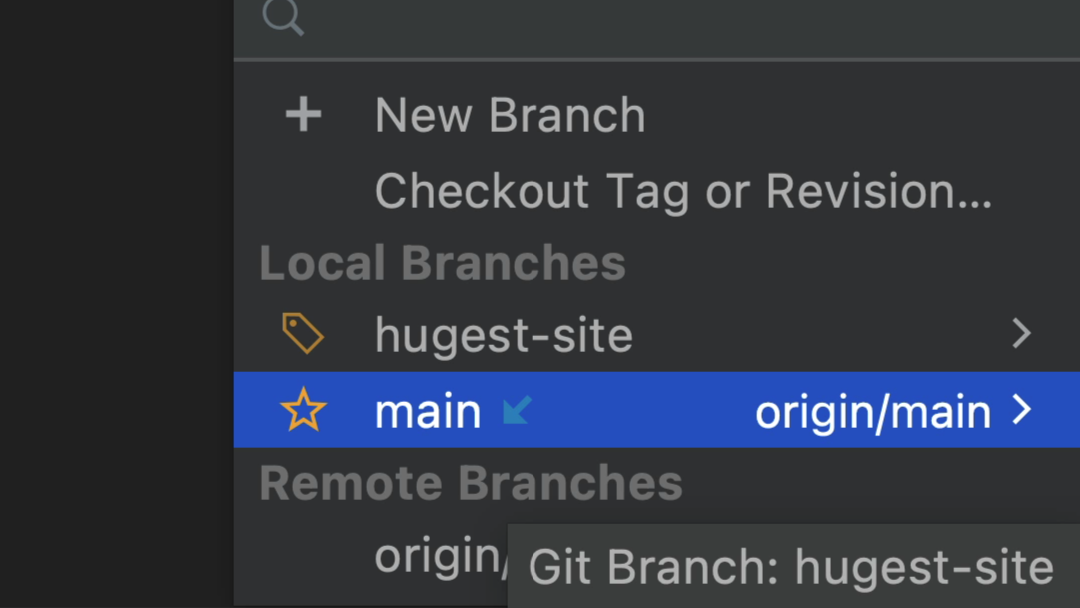 New Branch
Checkout Tag or Revision...
Local Branches
hugest-site
main origin/main
Remote Branches
origin/
Git Branch: hugest-site